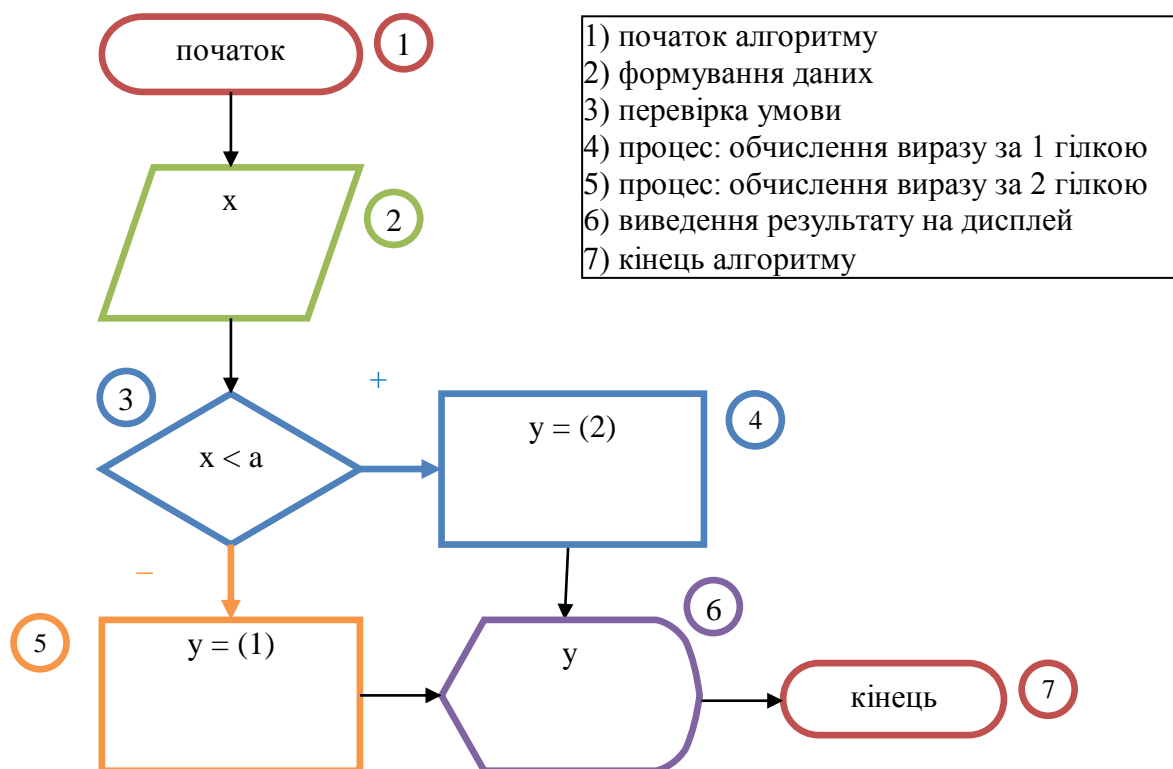 початок
1
1) початок алгоритму
2) формування даних
3) перевірка умови
4) процес: обчислення виразу за 1 гілкою
5) процес: обчислення виразу за 2 гілкою
6) виведення результату на дисплей
7) кінець алгоритму
x
2
3
+
x < a
y = (2)
4
–
5
y = (1)
6
y
кінець
7